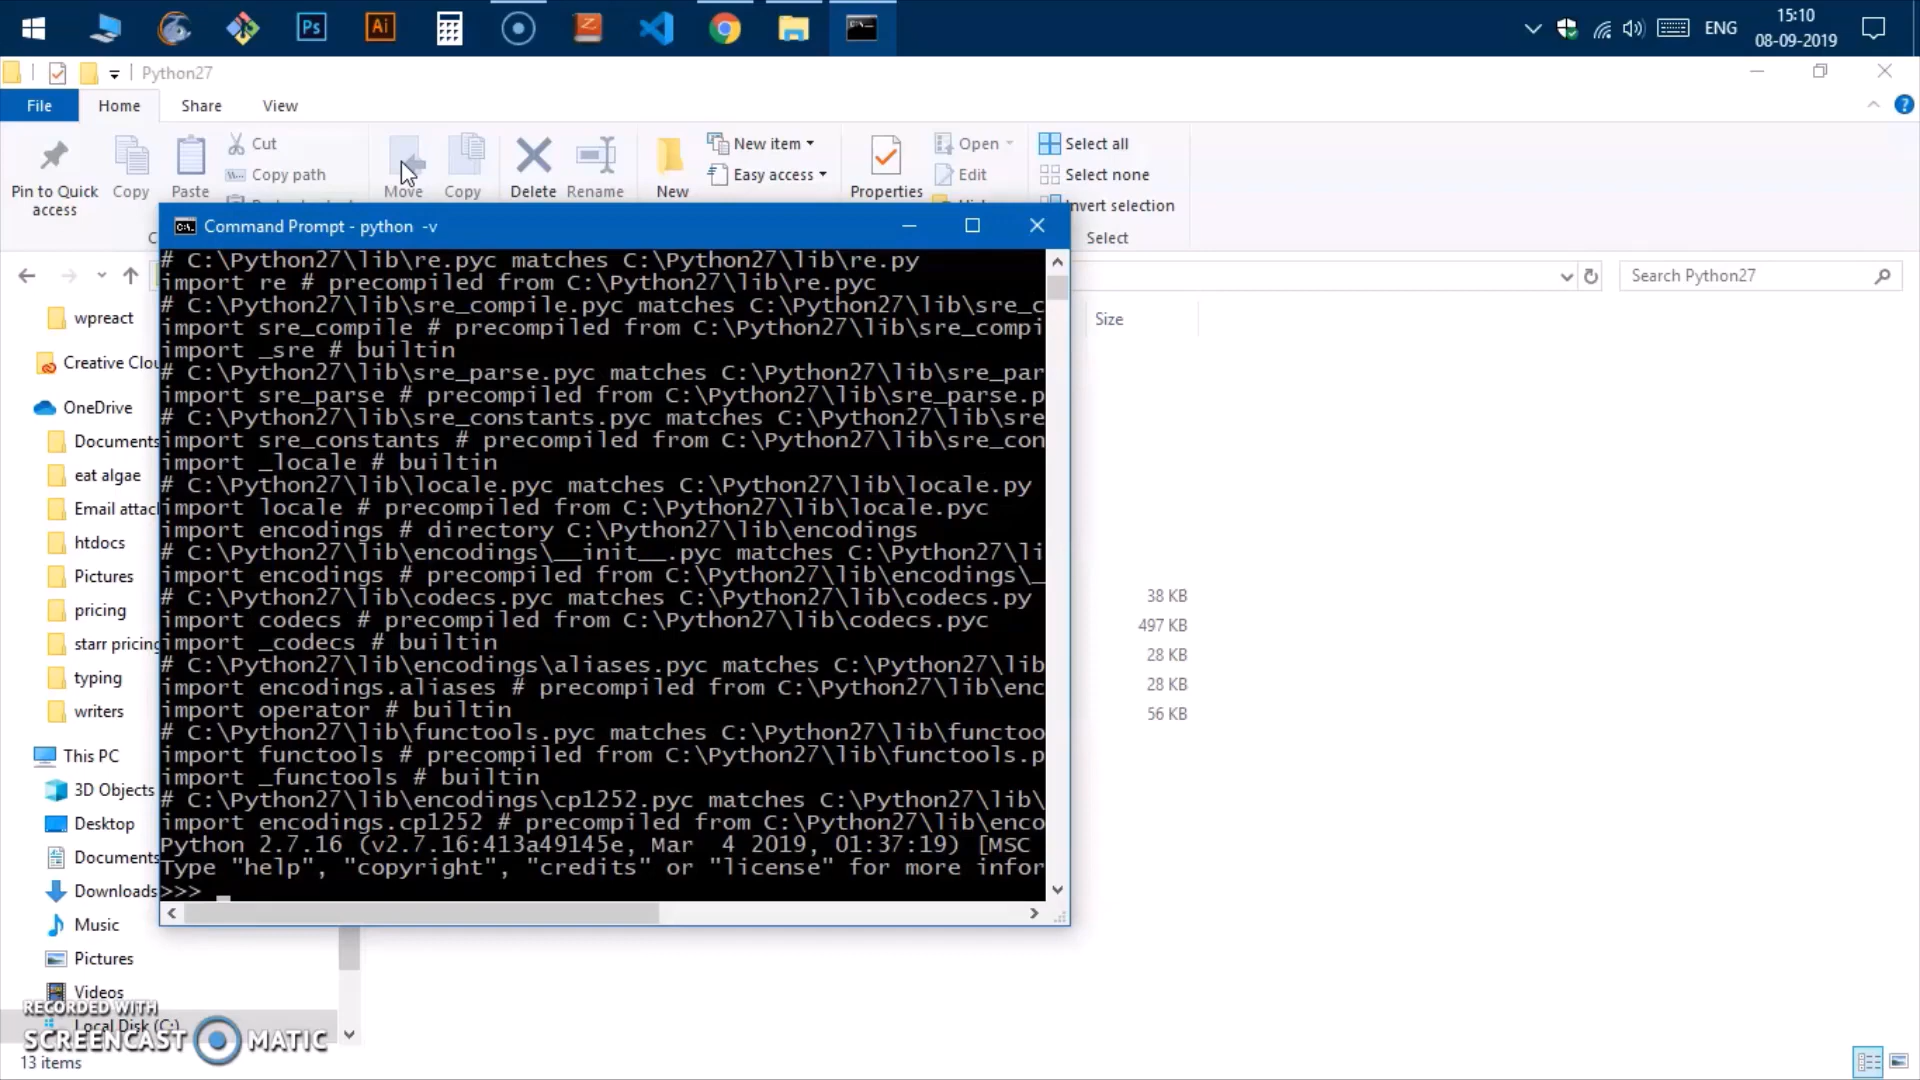 Ps
Ai
ENG
15:10
08-09-2019
Python27
File
Home
Share
View
Pin to Quick
access
Copy
Paste
Cut
Copy path
Move
Copy
Delete
Rename
New
New item
Easy access
Properties
Open
Edit
Select all
Select none
Invert selection
Select
Command Prompt - python  -v
Search Python27
Size
# C:\Python27\lib\re.pyc matches C:\Python27\lib\re.py
import re # precompiled from C:\Python27\lib\re.pyc
# C:\Python27\lib\sre_compile.pyc matches C:\Python27\lib\sre_c
import sre_compile # precompiled from C:\Python27\lib\sre_compi
import _sre # builtin
# C:\Python27\lib\sre_parse.pyc matches C:\Python27\lib\sre_par
import sre_parse # precompiled from C:\Python27\lib\sre_parse.p
# C:\Python27\lib\sre_constants.pyc matches C:\Python27\lib\sre
import sre_constants # precompiled from C:\Python27\lib\sre_con
import _locale # builtin
# C:\Python27\lib\locale.pyc matches C:\Python27\lib\locale.py
import locale # precompiled from C:\Python27\lib\locale.pyc
import encodings # directory C:\Python27\lib\encodings
# C:\Python27\lib\encodings\__init__.pyc matches C:\Python27\li
import encodings # precompiled from C:\Python27\lib\encodings\_
# C:\Python27\lib\codecs.pyc matches C:\Python27\lib\codecs.py
import codecs # precompiled from C:\Python27\lib\codecs.pyc
import _codecs # builtin
# C:\Python27\lib\encodings\aliases.pyc matches C:\Python27\lib
import encodings.aliases # precompiled from C:\Python27\lib\enc
import operator # builtin
# C:\Python27\lib\functools.pyc matches C:\Python27\lib\functoo
import functools # precompiled from C:\Python27\lib\functools.p
import _functools # builtin
# C:\Python27\lib\encodings\cp1252.pyc matches C:\Python27\lib\
import encodings.cp1252 # precompiled from C:\Python27\lib\enco
Python 2.7.16 (v2.7.16:413a49145e, Mar  4 2019, 01:37:19) [MSC
Type "help", "copyright", "credits" or "license" for more infor
>>>
wpreact
Creative Clou
OneDrive
Documents
eat algae
Email attac
htdocs
Pictures
pricing
starr pricing
typing
writers
This PC
3D Objects
Desktop
Documents
Downloads
Music
Pictures
Videos
Local Disk (C:)
38 KB
497 KB
28 KB
28 KB
56 KB
RECORDED WITH
SCREENCAST MATIC
13 items